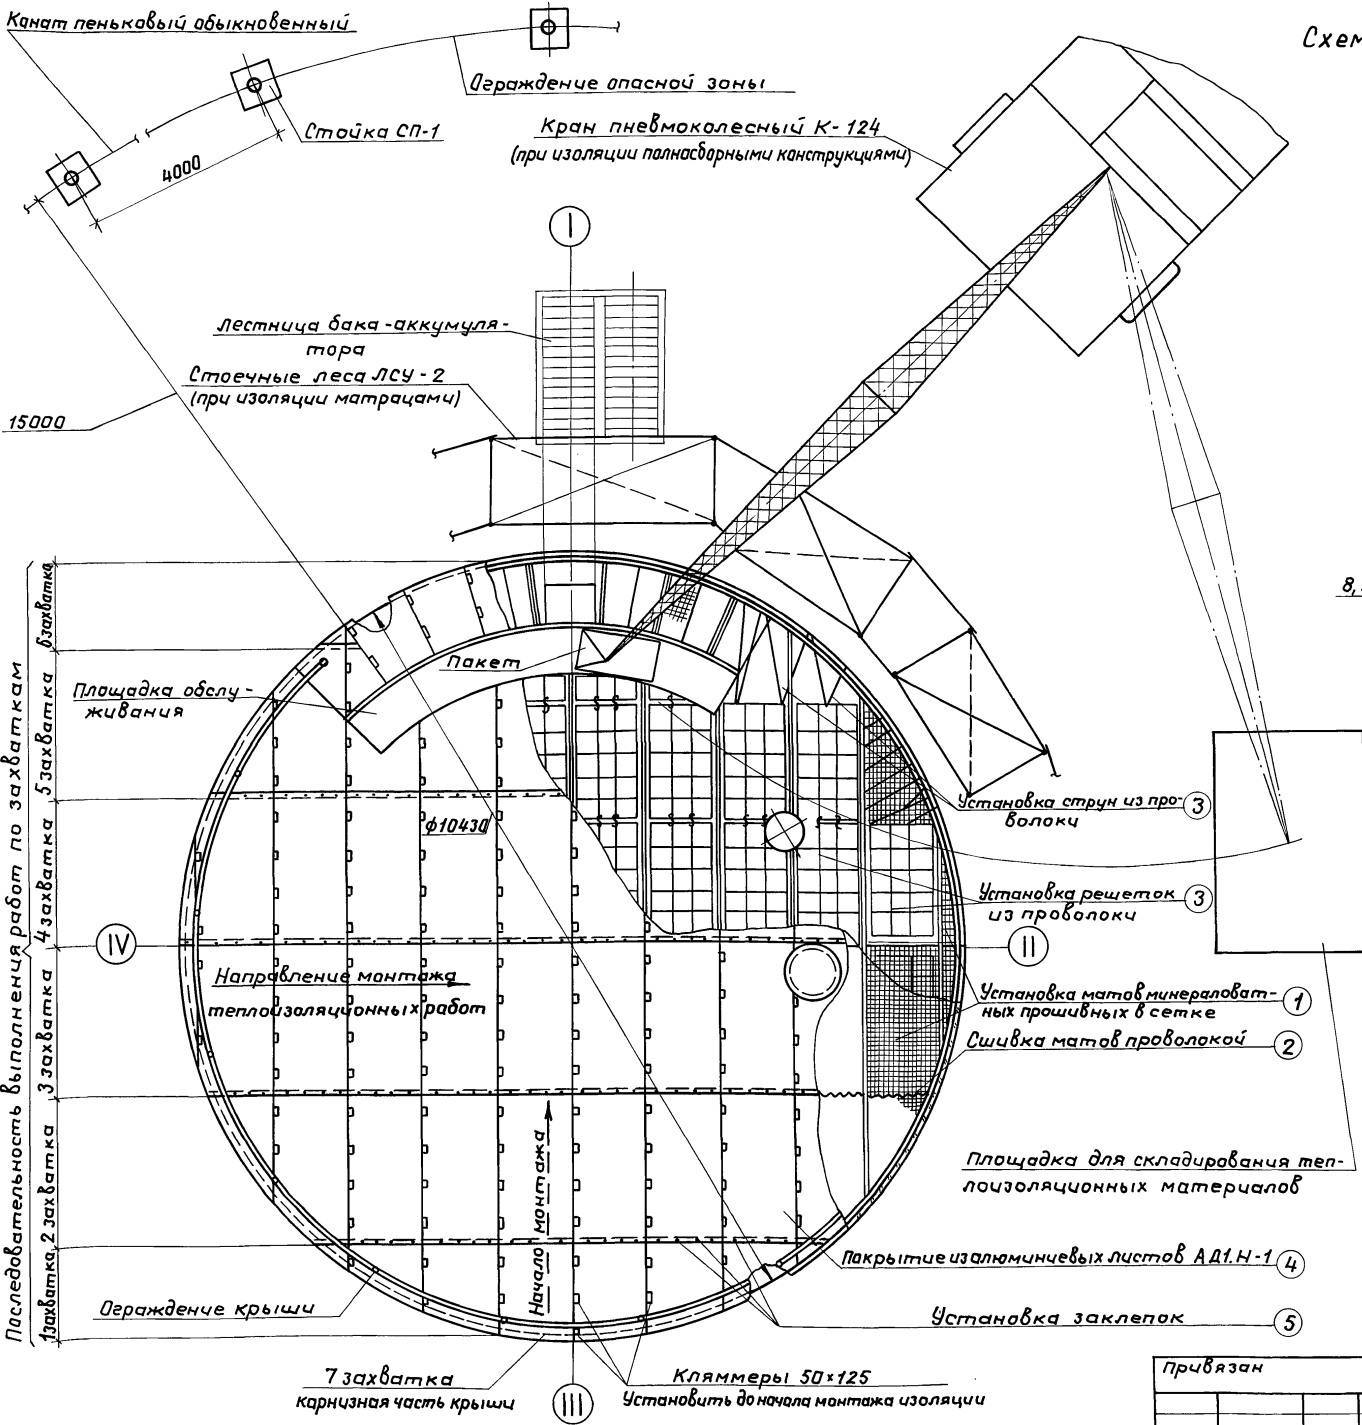 Канат пеньковый обыкновенный
Схем
Ограждение опасной зоны
Стойка СП-1
Кран пневмоколесный К-124
(при изоляции полносборными конструкциями)
4000
I
Лестница бака-аккумуля-
тора
Стоечные леса ЛСУ-2
(при изоляции матрацами)
15000
8,
Последовательность выполнения работ по захваткам
6 захватка
5 захватка
4 захватка
3 захватка
2 захватка
1 захватка
Пакет
Площадка обслу-
живания
ф10430
Установка струн из про-
волоки
3
Установка решеток
из проволоки
3
IV
II
Направление монтажа
теплоизоляционных работ
Установка матов минераловат-
ных прошивных в сетке
1
Сшивка матов проволокой
2
Начало монтажа
Площадка для складирования теп-
лоизоляционных материалов
Покрытие из алюминиевых листов АД1.Н-1
4
Ограждение крыши
Установка заклепок
5
7 захватка
карнизная часть крыши
III
Кляммеры 50×125
Установить до начала монтажа изоляции
Привязан